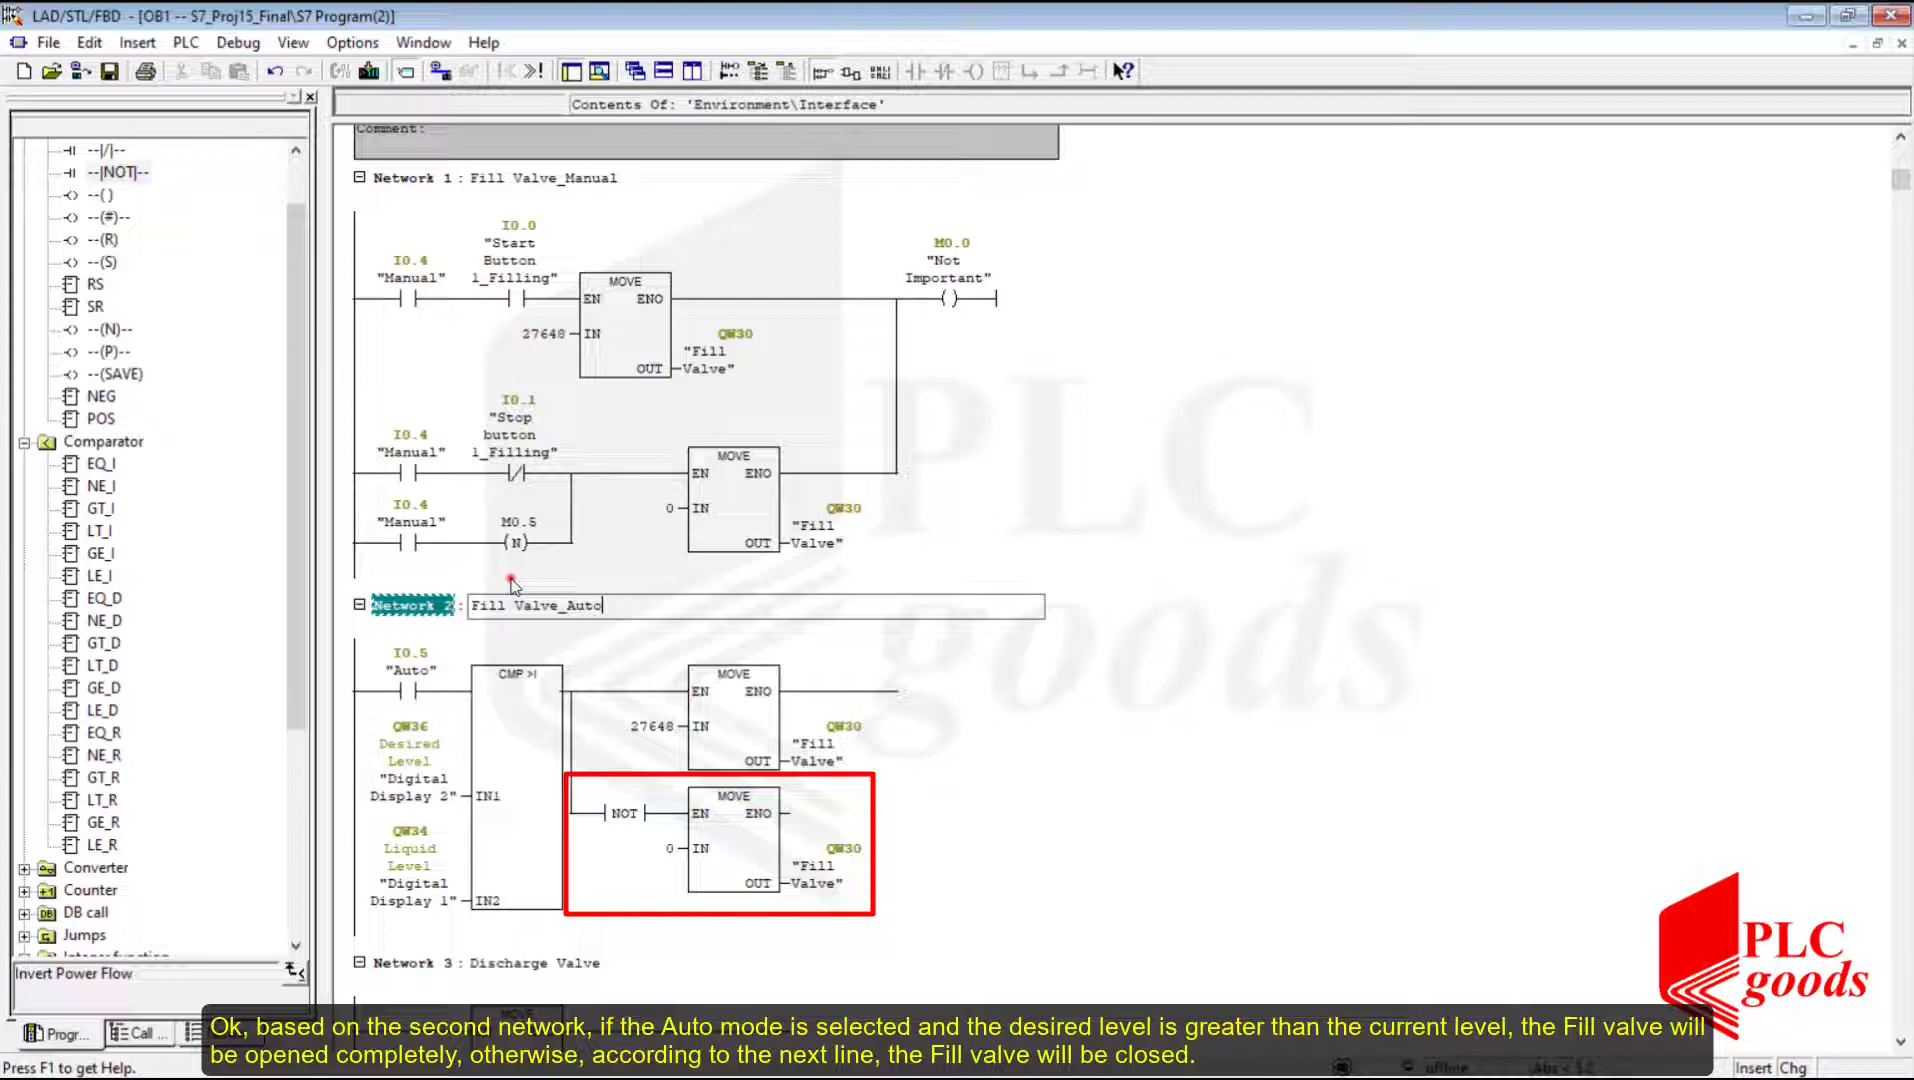 LAD/STL/FBD - [OB1 -- S7_Proj15_Final\S7 Program(2)]
File Edit Insert PLC Debug View Options Window Help
Contents Of: 'Environment\Interface'
Comment:
--|/|--
--|NOT|--
--( )
--(#)--
--(R)
--(S)
RS
SR
--(N)--
--(P)--
--(SAVE)
NEG
POS
Comparator
EQ_I
NE_I
GT_I
LT_I
GE_I
LE_I
EQ_D
NE_D
GT_D
LT_D
GE_D
LE_D
EQ_R
NE_R
GT_R
LT_R
GE_R
LE_R
Converter
Counter
DB call
Jumps
Invert Power Flow
Progr...
Call ...
Network 1 : Fill Valve_Manual
I0.0
"Start
Button
1_Filling"
I0.4
"Manual"
MOVE
EN ENO
27648 IN
OUT
QW30
"Fill
Valve"
M0.0
"Not
Important"
I0.1
"Stop
button
1_Filling"
I0.4
"Manual"
MOVE
EN ENO
0 IN
OUT
QW30
"Fill
Valve"
I0.4
"Manual"
M0.5
(N)
Network 2 : Fill Valve_Auto
I0.5
"Auto"
CMP >I
MOVE
EN ENO
27648 IN
OUT
QW30
"Fill
Valve"
QW36
Desired
Level
"Digital
Display 2"
IN1
NOT
MOVE
EN ENO
0 IN
OUT
QW30
"Fill
Valve"
QW34
Liquid
Level
"Digital
Display 1"
IN2
Network 3 : Discharge Valve
PLC
goods
PLC
goods
Ok, based on the second network, if the Auto mode is selected and the desired level is greater than the current level, the Fill valve will
be opened completely, otherwise, according to the next line, the Fill valve will be closed.
Press F1 to get Help.
offline
Insert Chg